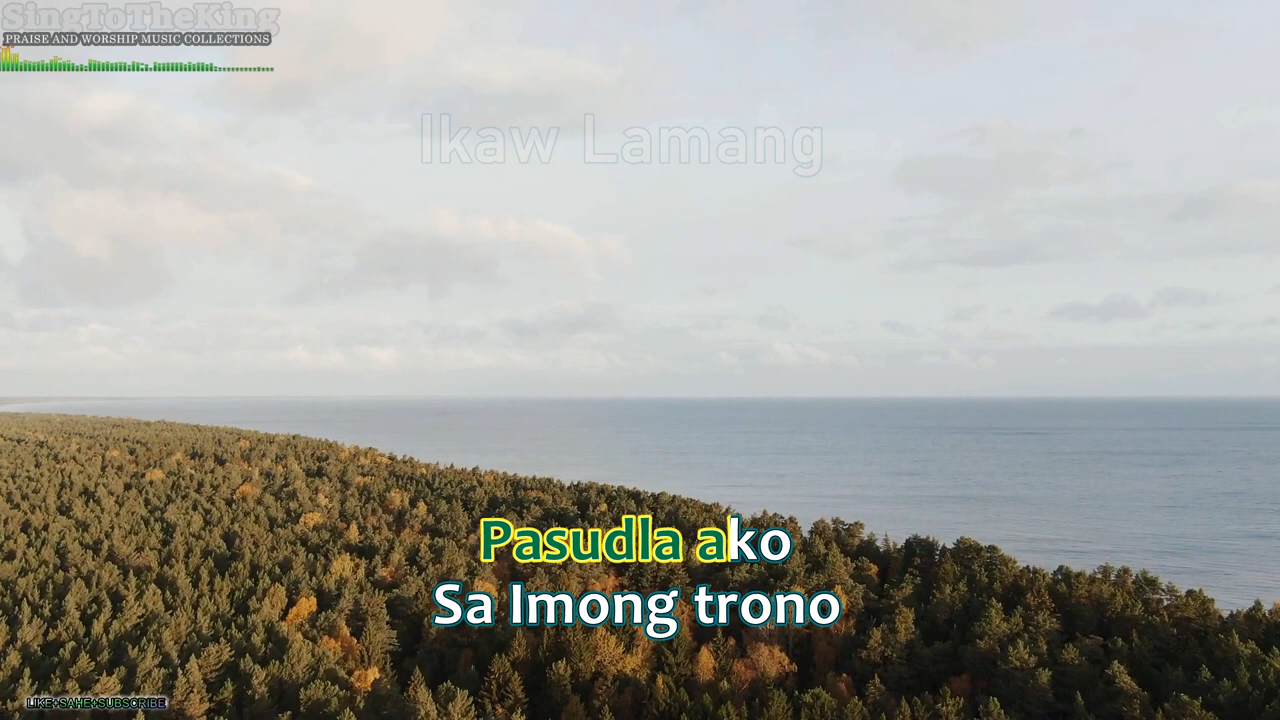 SingToTheKing
PRAISE AND WORSHIP MUSIC COLLECTIONS
Ikaw Lamang
Pasudla ako
Sa Imong trono
LIKE+SAHE+SUBSCRIBE